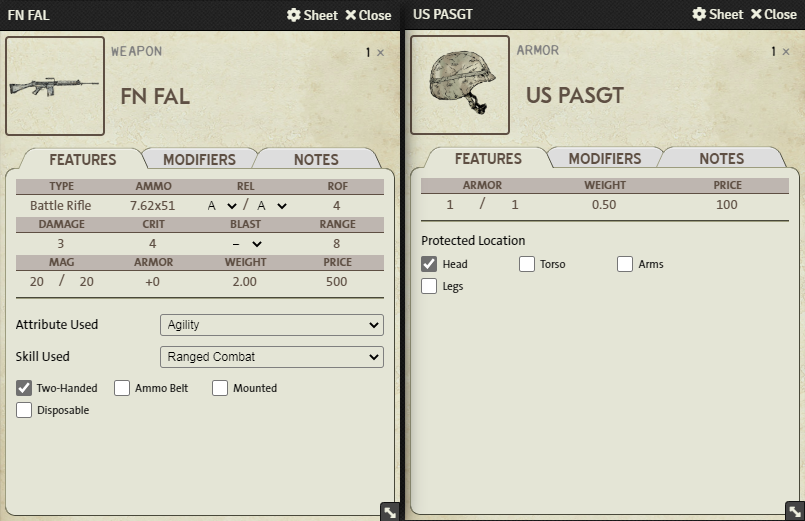 FN FAL
Sheet Close
WEAPON
1 ×
FN FAL
FEATURES MODIFIERS NOTES
TYPE AMMO REL ROF
Battle Rifle 7.62x51 A / A 4
DAMAGE CRIT BLAST RANGE
3 4 – 8
MAG ARMOR WEIGHT PRICE
20 / 20 +0 2.00 500
Attribute Used Agility
Skill Used Ranged Combat
Two-Handed Ammo Belt Mounted
Disposable
US PASGT
Sheet Close
ARMOR
1 ×
US PASGT
FEATURES MODIFIERS NOTES
ARMOR WEIGHT PRICE
1 / 1 0.50 100
Protected Location
Head Torso Arms
Legs